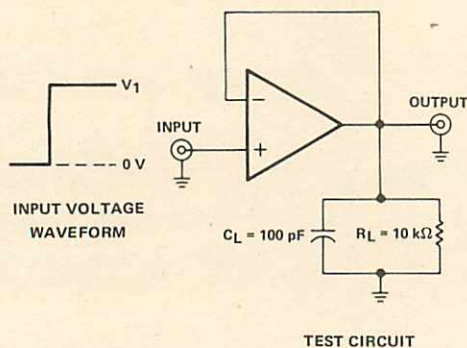 V1
0 V
INPUT VOLTAGE
WAVEFORM
INPUT
−
+
OUTPUT
CL = 100 pF
RL = 10 kΩ
TEST CIRCUIT